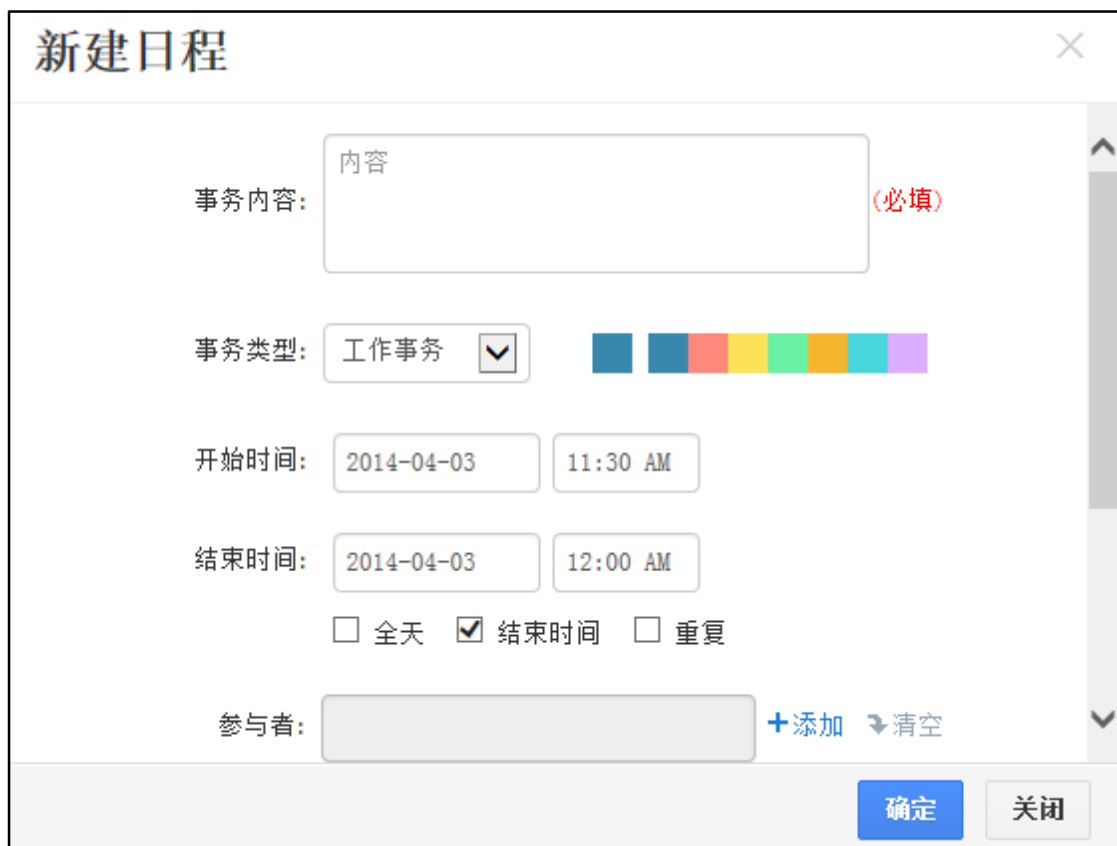 新建日程
内容
事务内容: (必填)
事务类型: 工作事务
开始时间: 2014-04-03 11:30 AM
结束时间: 2014-04-03 12:00 AM
全天 结束时间 重复
参与者: +添加 清空
确定 关闭